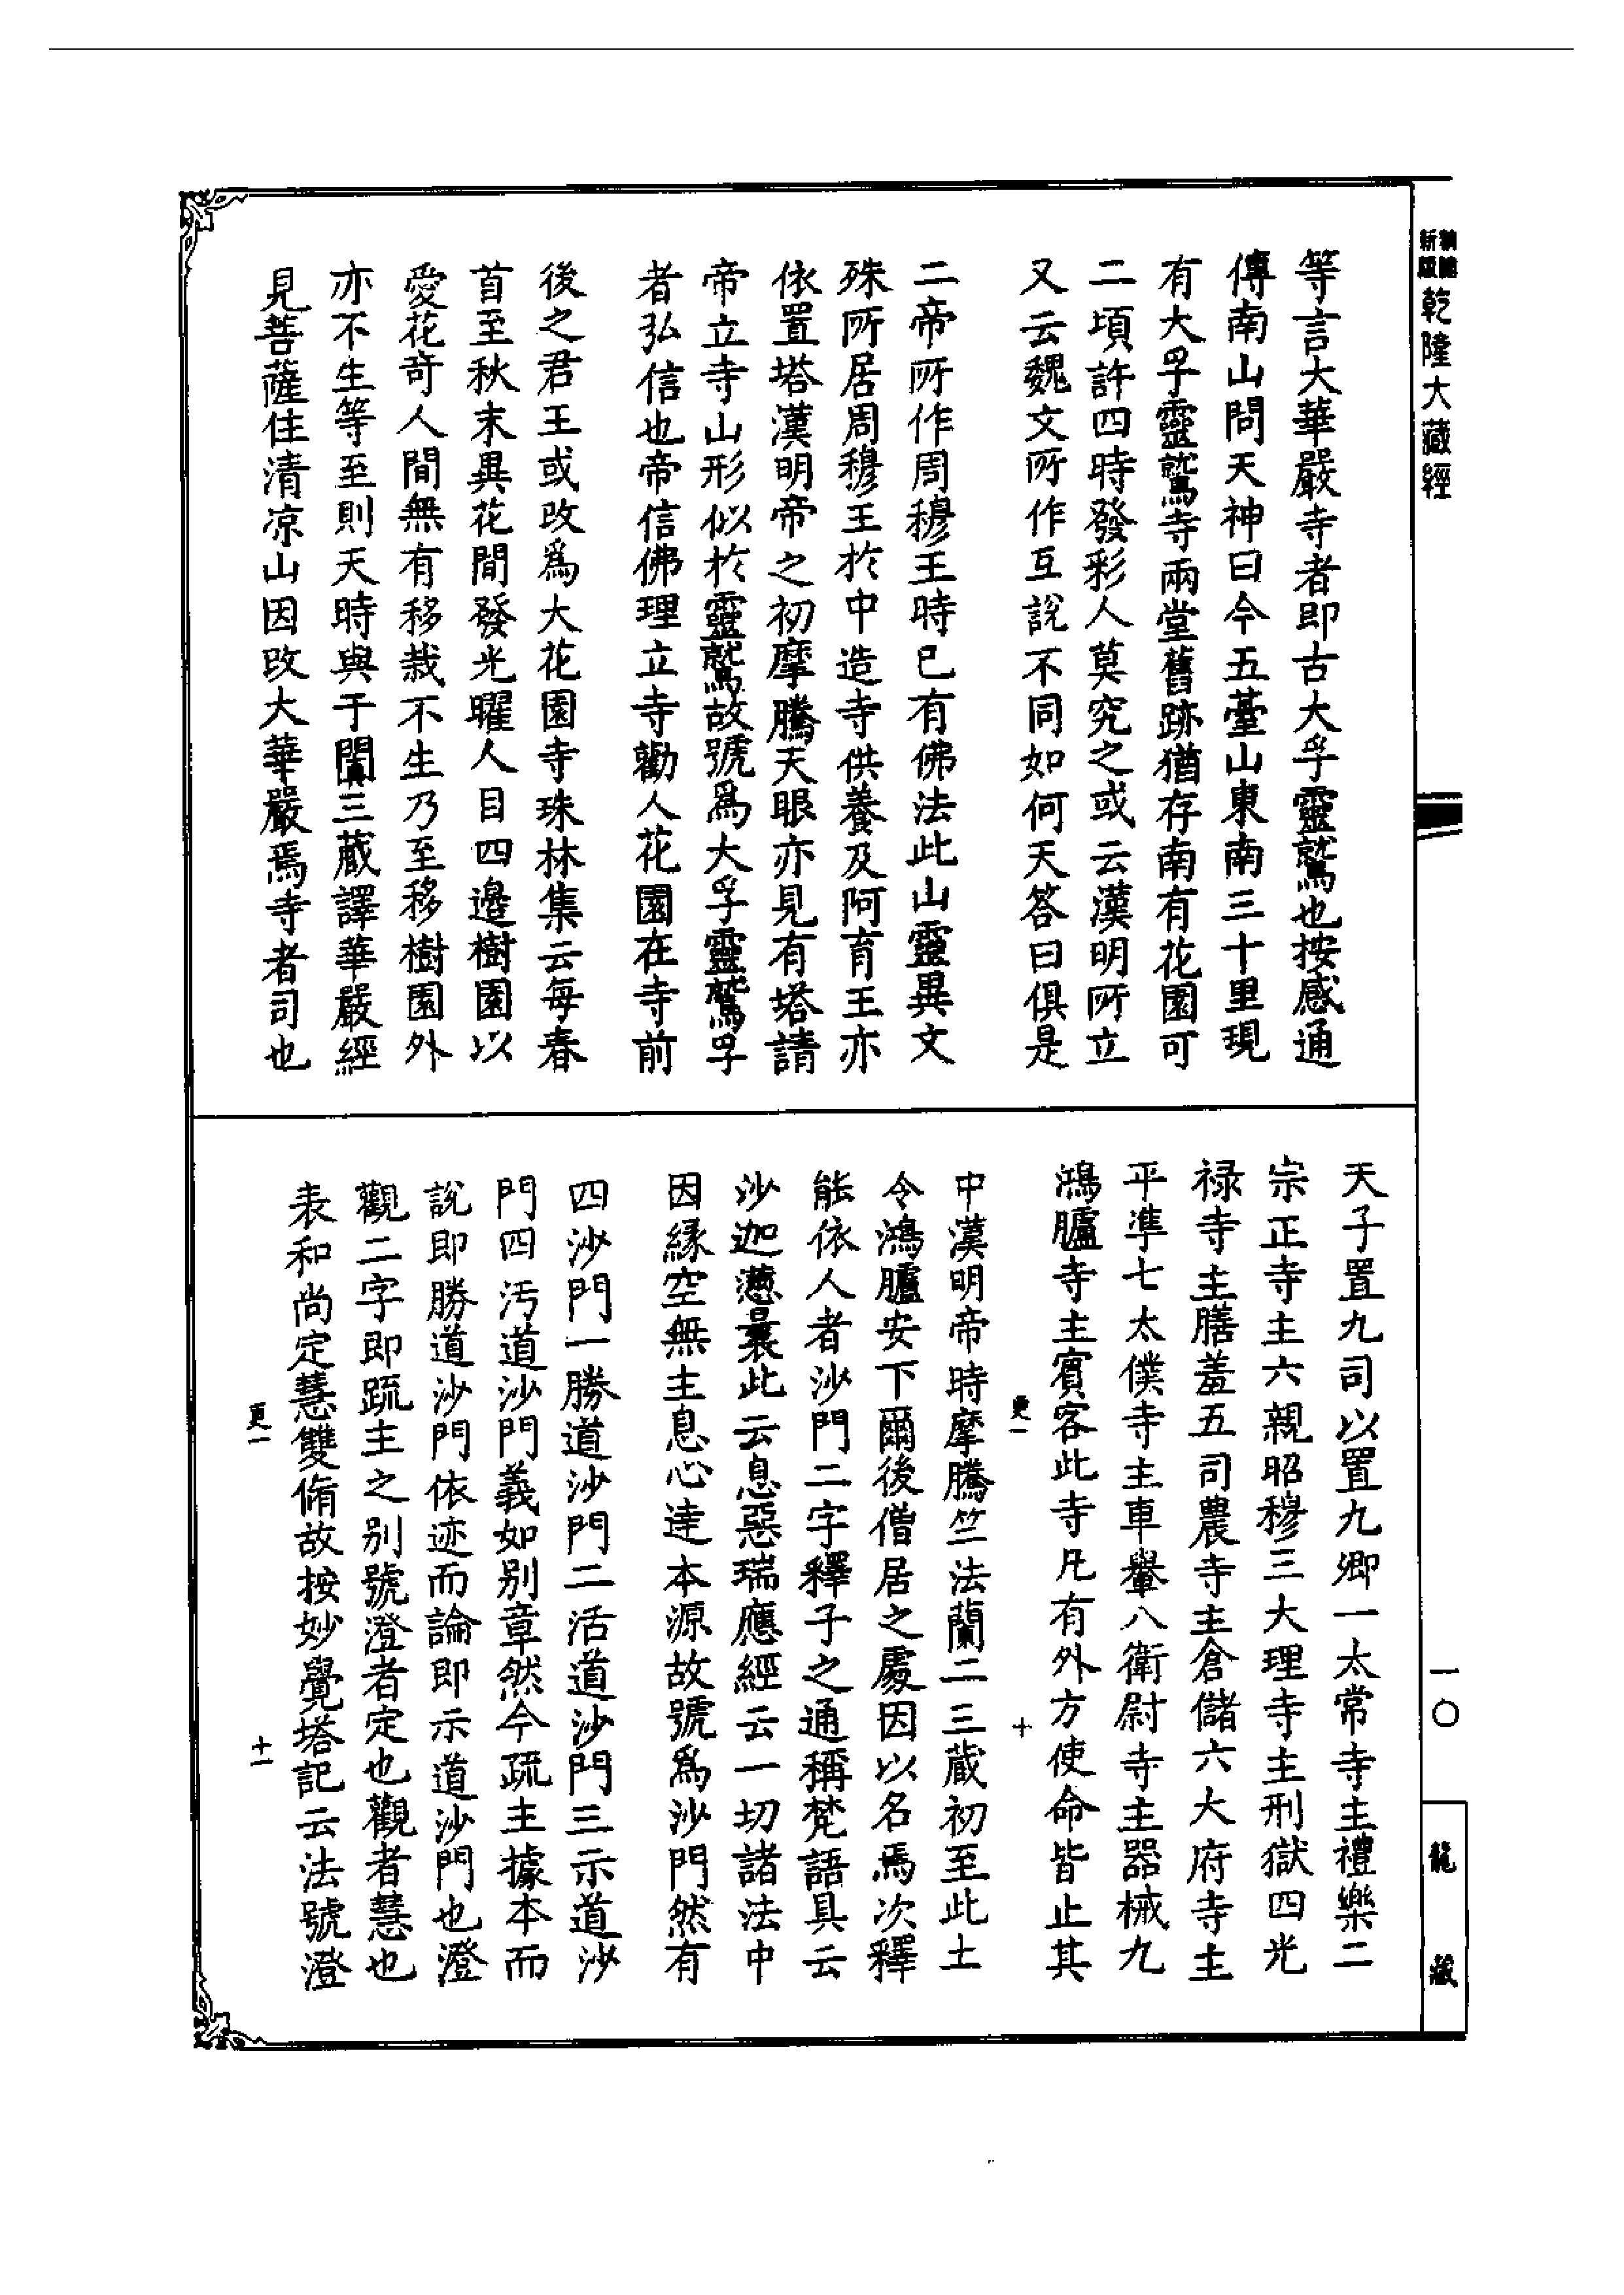 新版
乾隆大藏經
等言大華嚴寺者即古大孚靈鷲也按感通
傳南山問天神曰今五臺山東南三十里現
有大孚靈鷲寺兩堂舊跡猶存南有花園可
二頃許四時發彩人莫究之或云漢明所立
又云魏文所作互說不同如何天答曰俱是
二帝所作周穆王時已有佛法此山靈異文
殊所居周穆王於中造寺供養及阿育王亦
依置塔漢明帝之初摩騰天眼亦見有塔請
帝立寺山形似於靈鷲故號為大孚靈鷲孚
者弘信也帝信佛理立寺勸人花園在寺前
後之君王或改為大花園寺珠林集云每春
首至秋末異花間發光曜人目四邊樹園以
愛花竒人間無有移栽不生乃至移樹園外
亦不生等至則天時與于闐三藏譯華嚴經
見菩薩住清凉山因改大華嚴焉寺者司也
天子置九司以置九卿一太常寺主禮樂二
宗正寺主六親昭穆三大理寺主刑獄四光
禄寺主膳羞五司農寺主倉儲六大府寺主
平準七太僕寺主車轝八衛尉寺主器械九
鴻臚寺主賓客此寺凡有外方使命皆止其
更一 十
中漢明帝時摩騰竺法蘭二三藏初至此土
令鴻臚安下爾後僧居之處因以名焉次釋
能依人者沙門二字釋子之通稱梵語具云
沙迦懣曩此云息惡瑞應經云一切諸法中
因緣空無主息心達本源故號為沙門然有
四沙門一勝道沙門二活道沙門三示道沙
門四污道沙門義如别章然今疏主據本而
說即勝道沙門依迹而論即示道沙門也澄
觀二字即疏主之别號澄者定也觀者慧也
表和尚定慧雙脩故按妙覺塔記云法號澄
更一 十一
一〇
龍藏